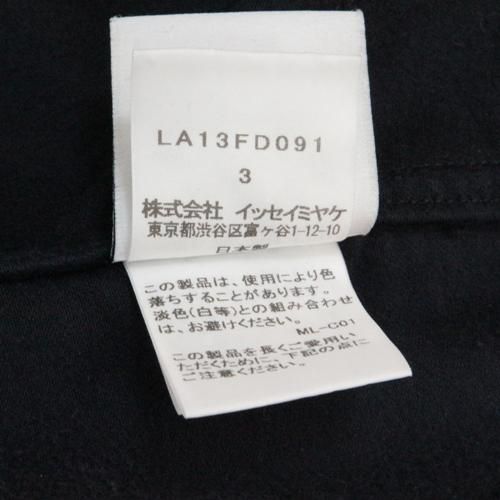 LA13FD091
3
株式会社 イッセイミヤケ
東京都渋谷区富ヶ谷1-12-10
日本製
この製品は、使用により色
落ちすることがあります。
淡色(白等)との組み合わせ
は、お避けください。
ML-C01
この製品を長くご愛用い
ただくために、下記の点に
ご注意ください。